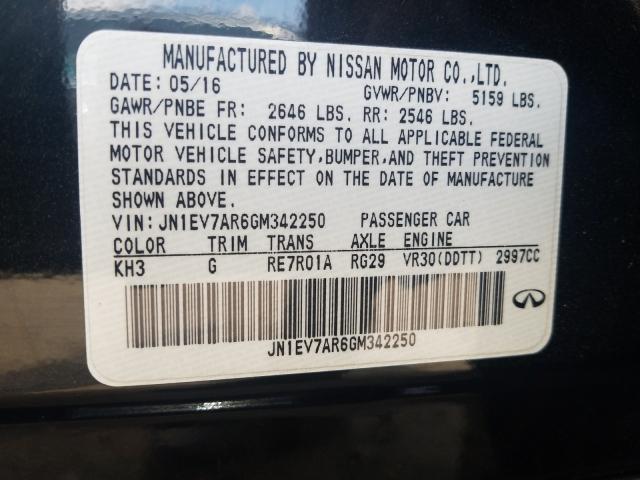 MANUFACTURED BY NISSAN MOTOR CO.,LTD.
DATE: 05/16 GVWR/PNBV: 5159 LBS.
GAWR/PNBE FR: 2646 LBS. RR: 2546 LBS.
THIS VEHICLE CONFORMS TO ALL APPLICABLE FEDERAL
MOTOR VEHICLE SAFETY,BUMPER,AND THEFT PREVENTION
STANDARDS IN EFFECT ON THE DATE OF MANUFACTURE
SHOWN ABOVE.
VIN:JN1EV7AR6GM342250 PASSENGER CAR
COLOR TRIM TRANS AXLE ENGINE
KH3 G RE7R01A RG29 VR30(DDTT) 2997CC
JN1EV7AR6GM342250